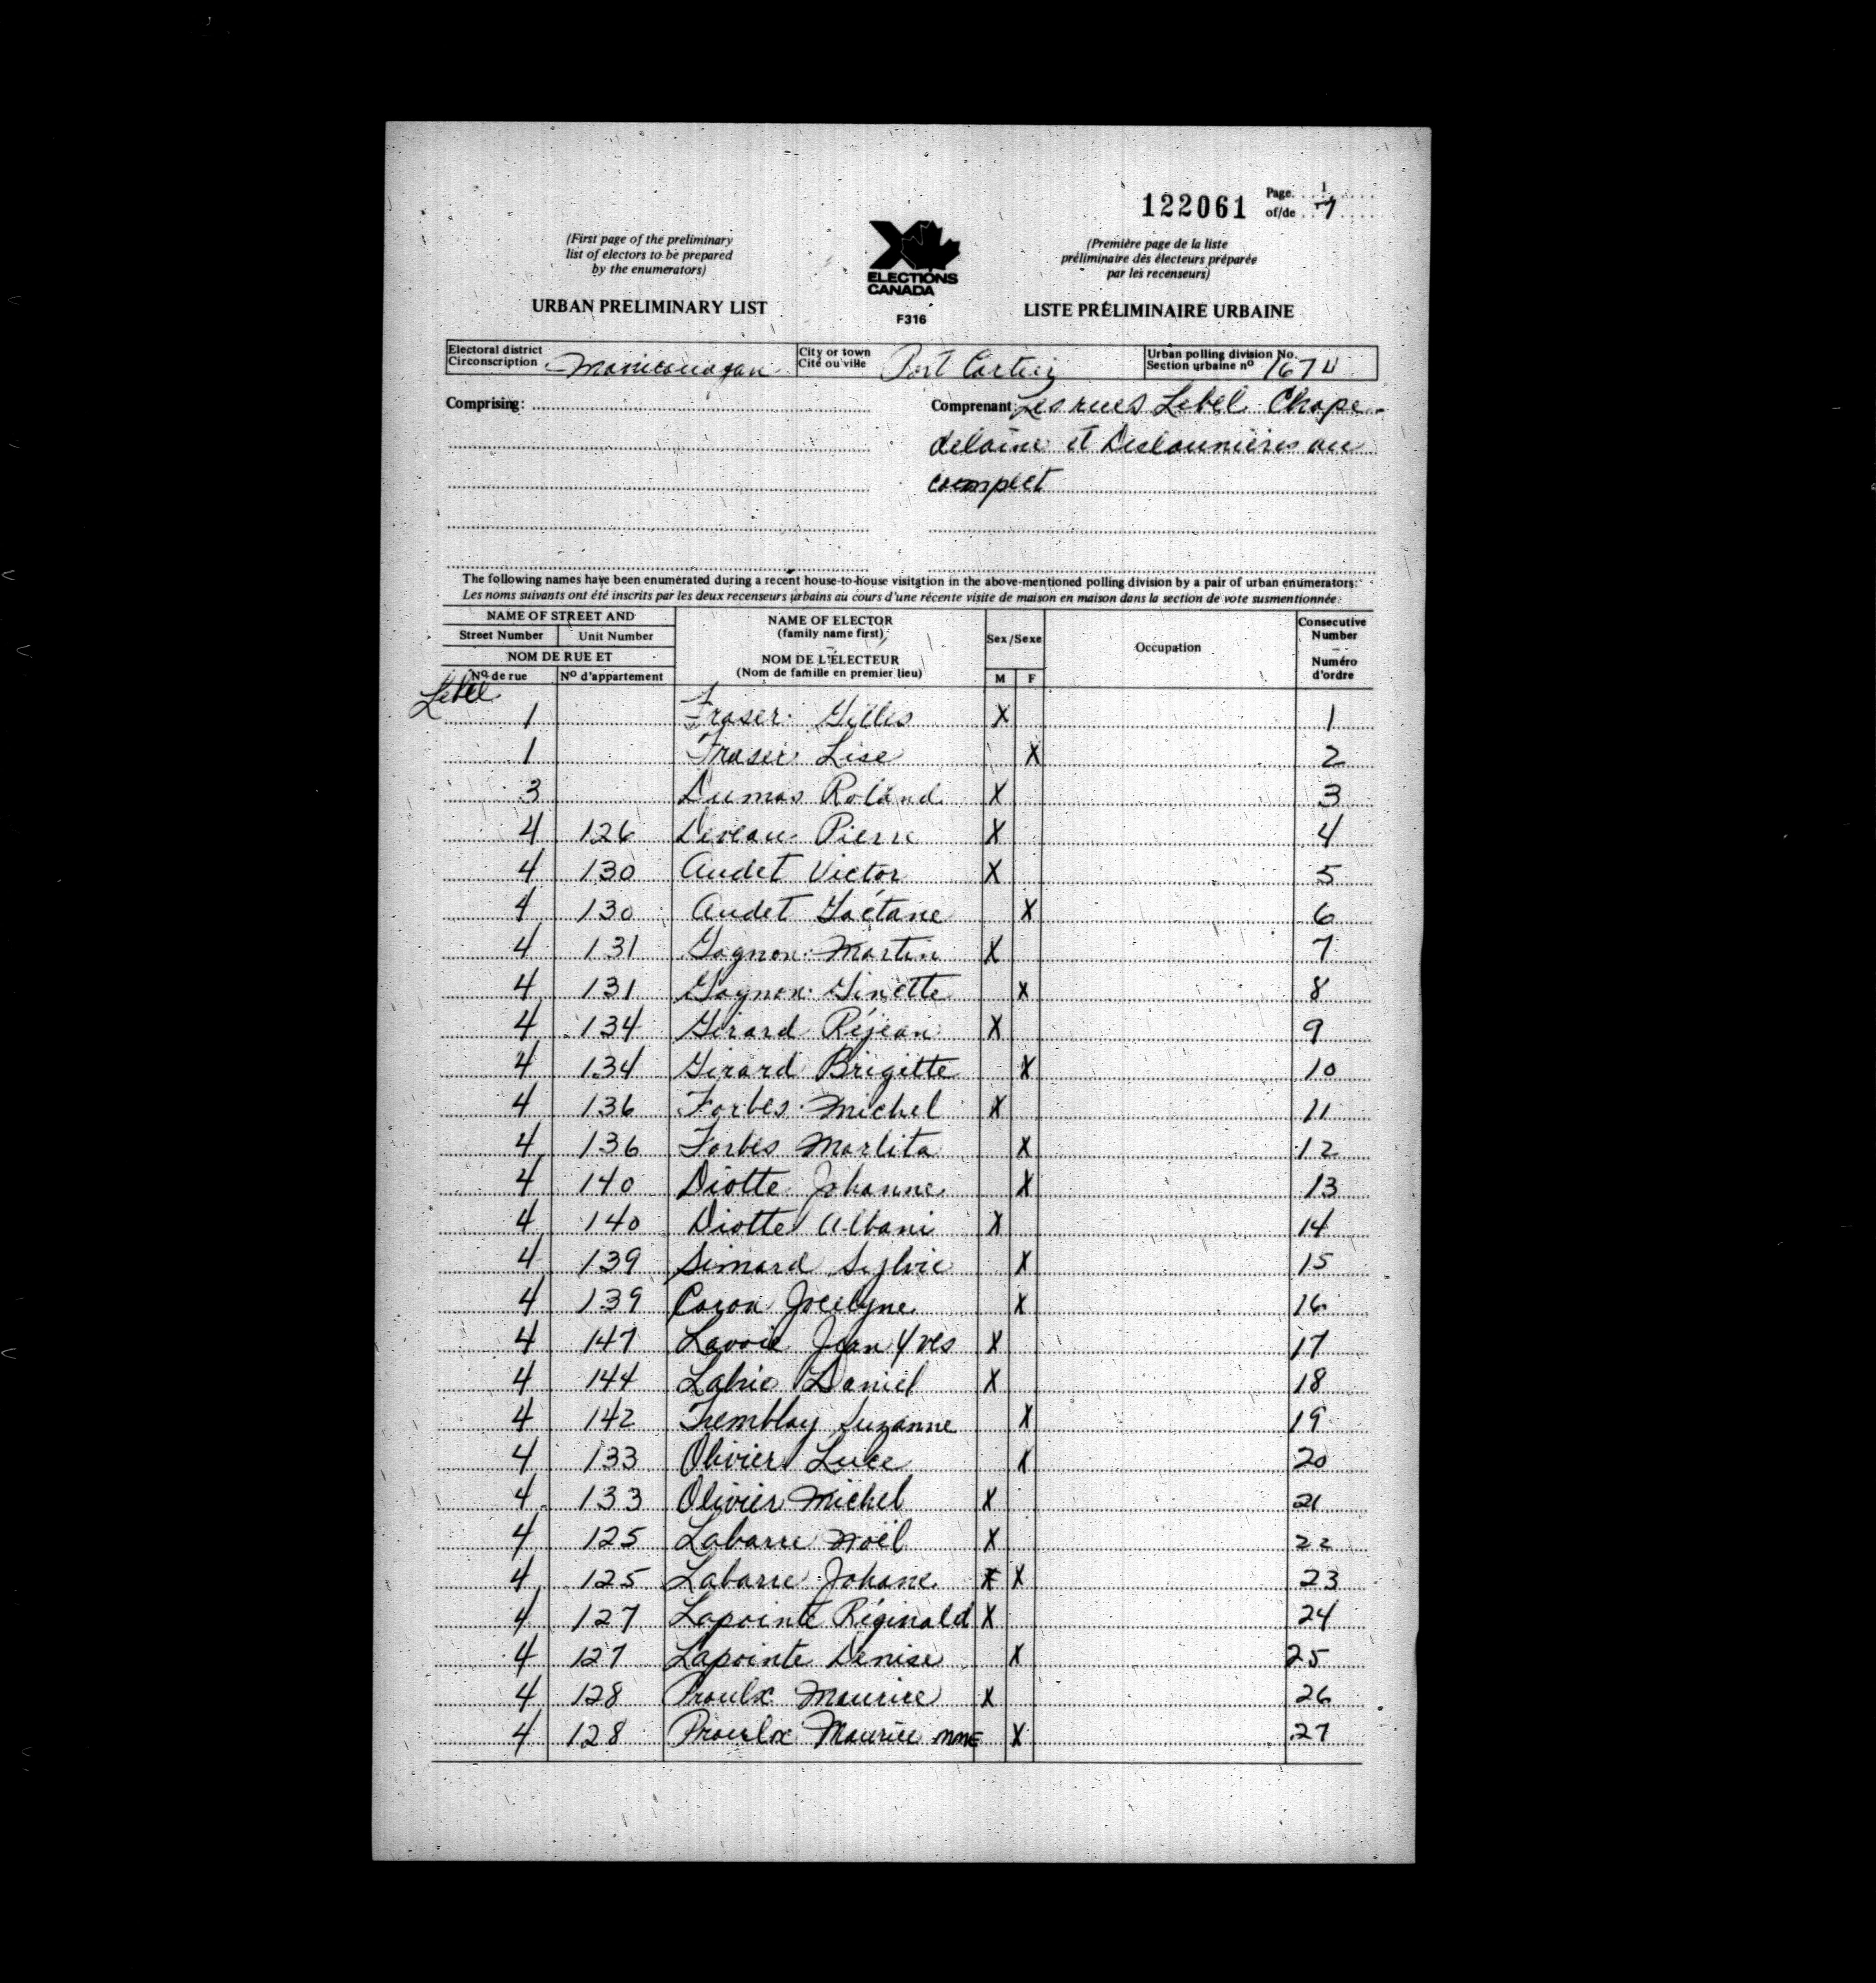 122061 Page 1
of/de 7
(First page of the preliminary
list of electors to be prepared
by the enumerators)
URBAN PRELIMINARY LIST
ELECTIONS
CANADA
F316
(Première page de la liste
préliminaire des électeurs préparée
par les recenseurs)
LISTE PRÉLIMINAIRE URBAINE
Electoral district
Circonscription Manicouagan
City or town
Cité ou ville Port Cartier
Urban polling division No.
Section urbaine nº 167
Comprising:
Comprenant: Les rues Lebel Chape-
delaine et Deslaunières au
complet
The following names have been enumerated during a recent house-to-house visitation in the above-mentioned polling division by a pair of urban enumerators:
Les noms suivants ont été inscrits par les deux recenseurs urbains au cours d'une récente visite de maison en maison dans la section de vote susmentionnée:
NAME OF STREET AND
Street Number Unit Number
NOM DE RUE ET
Nº de rue Nº d'appartement
NAME OF ELECTOR
(family name first)
—
NOM DE L'ÉLECTEUR
(Nom de famille en premier lieu)
Sex/Sexe
M F
Occupation
Consecutive
Number
—
Numéro
d'ordre
Lebel
1 Fraser Gilles X 1
1 Fraser Lise X 2
3 Dumas Roland X 3
4 126 Deveau Pierre X 4
4 130 Audet Victor X 5
4 130 Audet Gaétane X 6
4 131 Gagnon Martin X 7
4 131 Gagnon Ginette X 8
4 134 Girard Réjean X 9
4 134 Girard Brigitte X 10
4 136 Forbes Michel X 11
4 136 Forbes Marlita X 12
4 140 Diotte Johanne X 13
4 140 Diotte Albani X 14
4 139 Simard Sylvie X 15
4 139 Caron Jocelyne X 16
4 147 Lavoie Jean Yves X 17
4 144 Labrie Daniel X 18
4 142 Tremblay Suzanne X 19
4 133 Olivier Luce X 20
4 133 Olivier Michel X 21
4 125 Labarre Noël X 22
4 125 Labarre Johane X X 23
4 127 Lapointe Réginald X 24
4 127 Lapointe Denise X 25
4 128 Proulx Maurice X 26
4 128 Proulx Maurice MME X 27